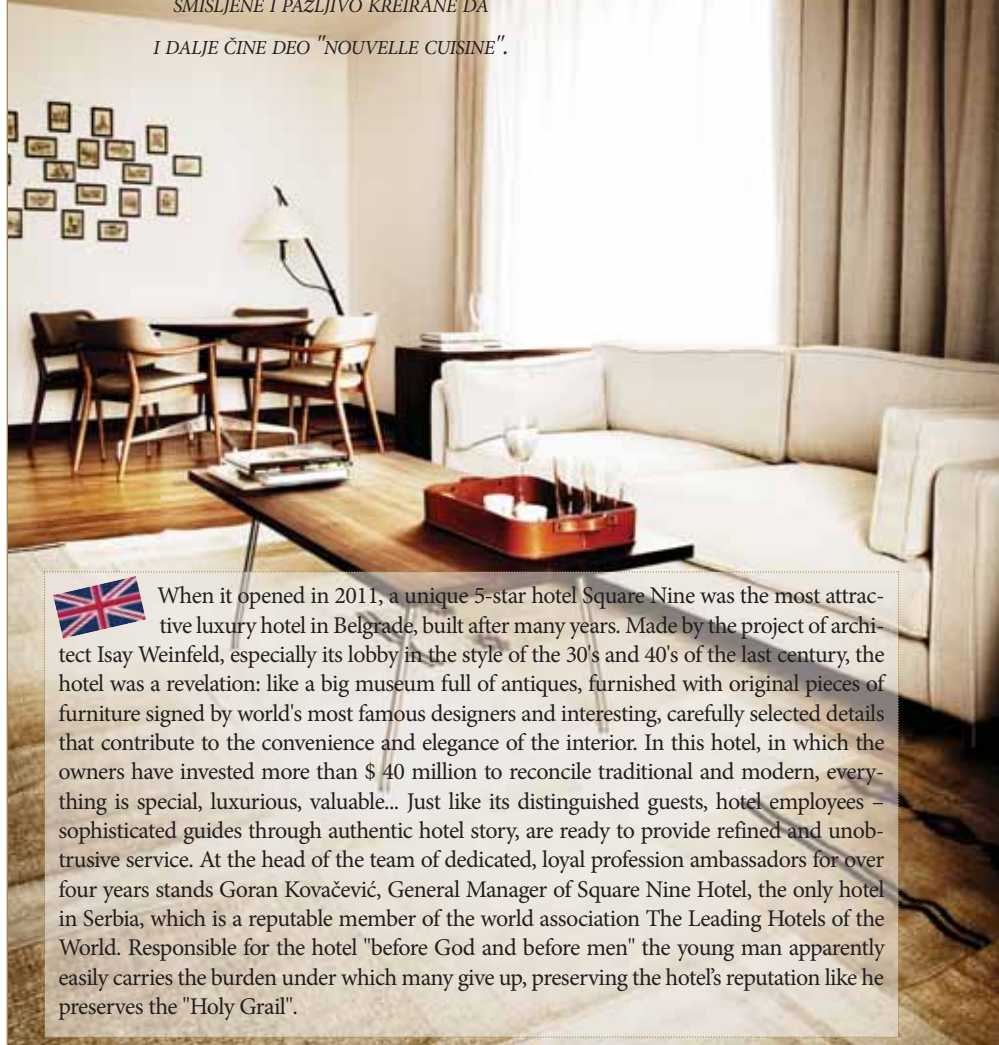 SMISLJENE I PAŽLJIVO KREIRANE DA
I DALJE ČINE DEO "NOUVELLE CUISINE".
When it opened in 2011, a unique 5-star hotel Square Nine was the most attrac-
tive luxury hotel in Belgrade, built after many years. Made by the project of archi-
tect Isay Weinfeld, especially its lobby in the style of the 30's and 40's of the last century, the
hotel was a revelation: like a big museum full of antiques, furnished with original pieces of
furniture signed by world's most famous designers and interesting, carefully selected details
that contribute to the convenience and elegance of the interior. In this hotel, in which the
owners have invested more than $ 40 million to reconcile traditional and modern, every-
thing is special, luxurious, valuable... Just like its distinguished guests, hotel employees –
sophisticated guides through authentic hotel story, are ready to provide refined and unob-
trusive service. At the head of the team of dedicated, loyal profession ambassadors for over
four years stands Goran Kovačević, General Manager of Square Nine Hotel, the only hotel
in Serbia, which is a reputable member of the world association The Leading Hotels of the
World. Responsible for the hotel "before God and before men" the young man apparently
easily carries the burden under which many give up, preserving the hotel's reputation like he
preserves the "Holy Grail".